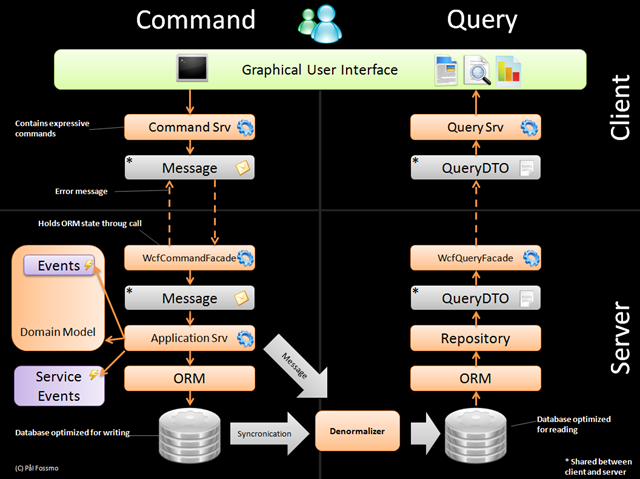 Command
Query
Graphical User Interface
Client
Contains expressive
commands
Command Srv
Query Srv
*
Message
*
QueryDTO
Error message
Holds ORM state throug call
WcfCommandFacade
WcfQueryFacade
Events
*
Message
*
QueryDTO
Server
Domain Model
Application Srv
Repository
Message
Service
Events
ORM
ORM
Database optimized for writing
Syncronication
Denormalizer
Database optimized
for reading
(C) Pål Fossmo
* Shared between
client and server